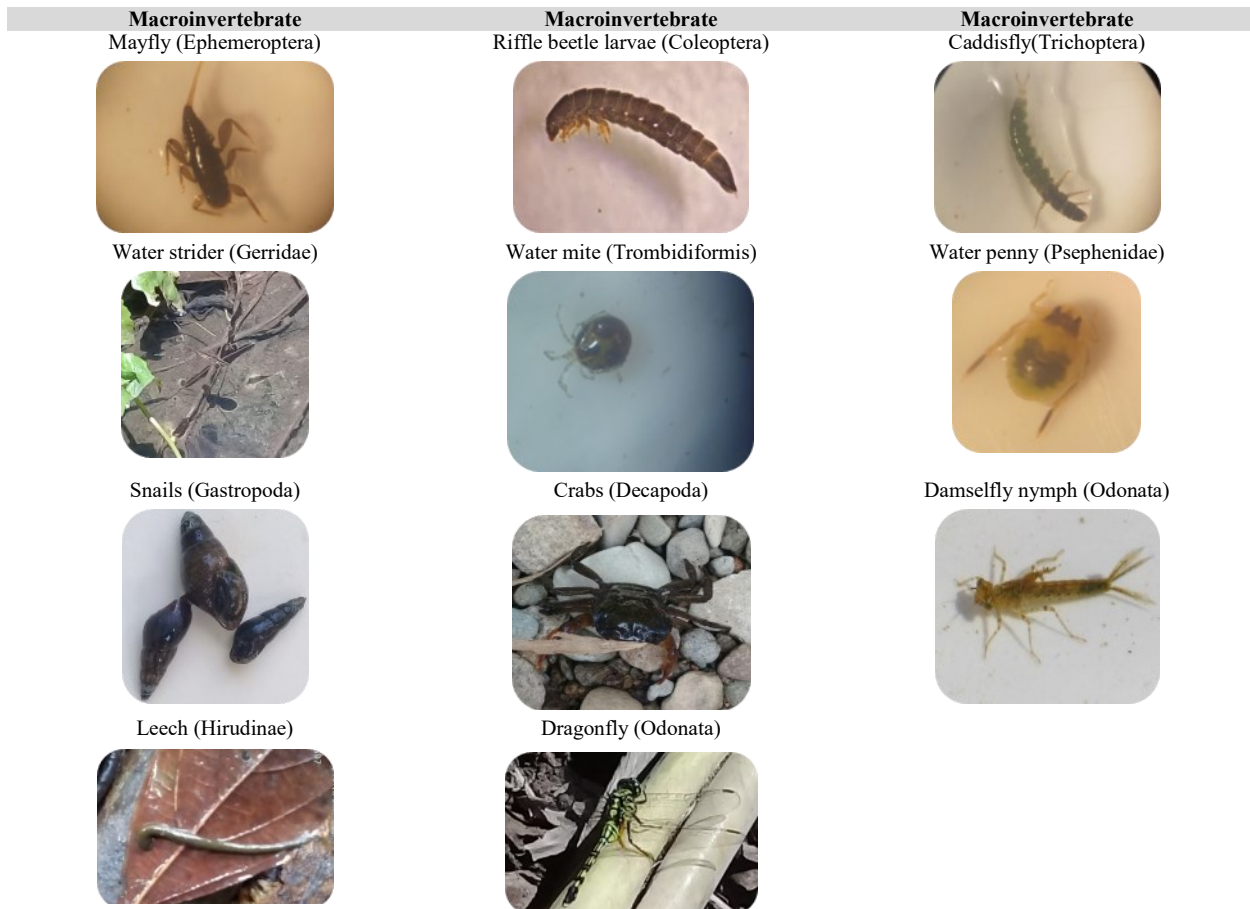 Macroinvertebrate Macroinvertebrate Macroinvertebrate
Mayfly (Ephemeroptera) Riffle beetle larvae (Coleoptera) Caddisfly(Trichoptera)
Water strider (Gerridae) Water mite (Trombidiformis) Water penny (Psephenidae)
Snails (Gastropoda) Crabs (Decapoda) Damselfly nymph (Odonata)
Leech (Hirudinae) Dragonfly (Odonata)